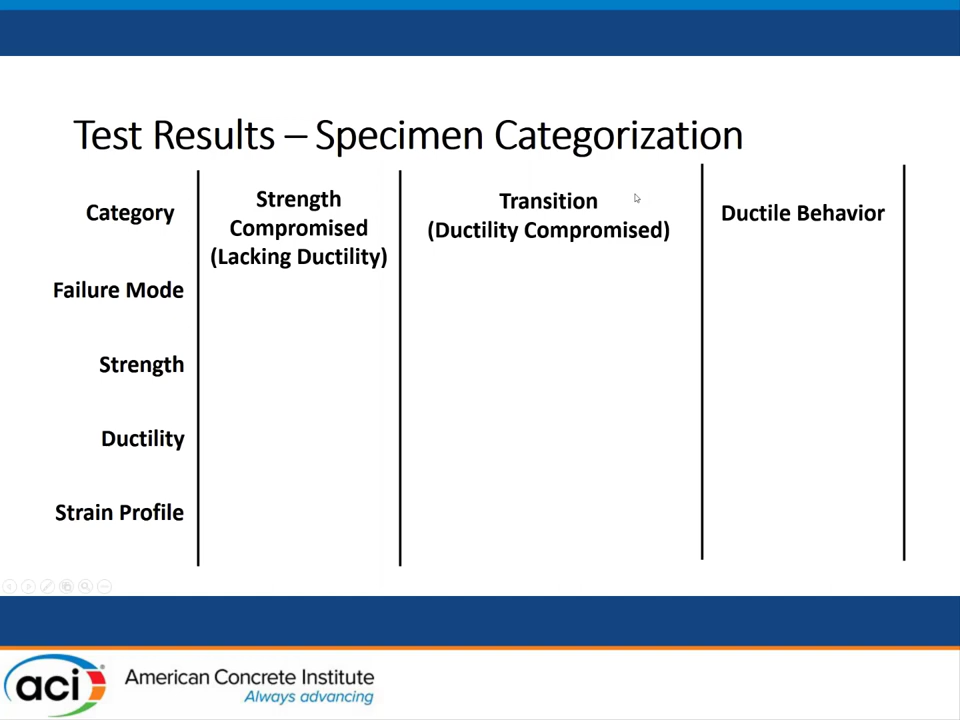 Test Results – Specimen Categorization
Category
Strength
Compromised
(Lacking Ductility)
Transition
(Ductility Compromised)
Ductile Behavior
Failure Mode
Strength
Ductility
Strain Profile
aci
American Concrete Institute
Always advancing